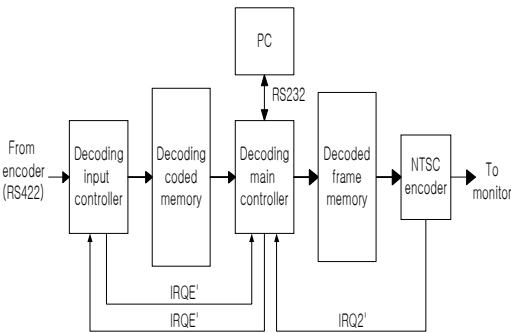 PC
RS232
From
encoder
(RS422)
Decoding
input
controller
Decoding
coded
memory
Decoding
main
controller
Decoded
frame
memory
NTSC
encoder
To
monitor
IRQE'
IRQE'
IRQ2'